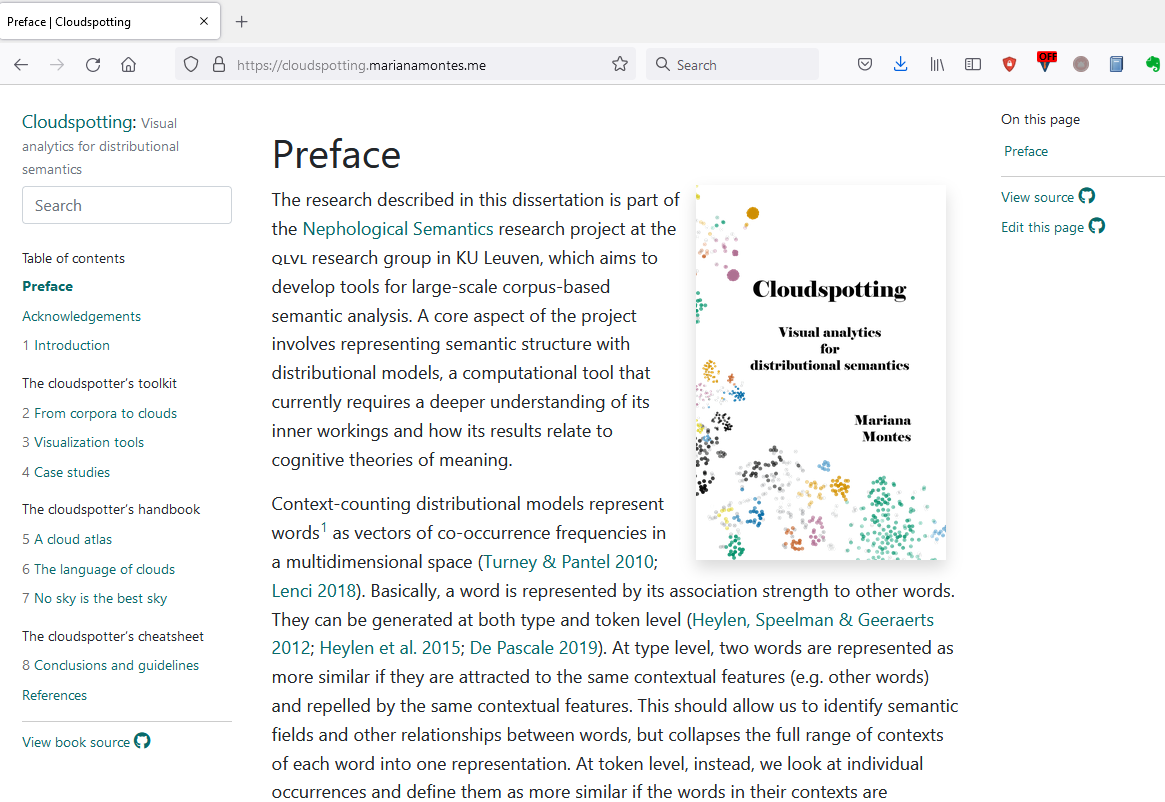 Preface | Cloudspotting
https://cloudspotting.marianamontes.me
Search
OFF
Cloudspotting: Visual
analytics for distributional
semantics
Search
Table of contents
Preface
Acknowledgements
1 Introduction
The cloudspotter's toolkit
2 From corpora to clouds
3 Visualization tools
4 Case studies
The cloudspotter's handbook
5 A cloud atlas
6 The language of clouds
7 No sky is the best sky
The cloudspotter's cheatsheet
8 Conclusions and guidelines
References
View book source
Preface
The research described in this dissertation is part of
the Nephological Semantics research project at the
QLVL research group in KU Leuven, which aims to
develop tools for large-scale corpus-based
semantic analysis. A core aspect of the project
involves representing semantic structure with
distributional models, a computational tool that
currently requires a deeper understanding of its
inner workings and how its results relate to
cognitive theories of meaning.
Context-counting distributional models represent
words1 as vectors of co-occurrence frequencies in
a multidimensional space (Turney & Pantel 2010;
Lenci 2018). Basically, a word is represented by its association strength to other words.
They can be generated at both type and token level (Heylen, Speelman & Geeraerts
2012; Heylen et al. 2015; De Pascale 2019). At type level, two words are represented as
more similar if they are attracted to the same contextual features (e.g. other words)
and repelled by the same contextual features. This should allow us to identify semantic
fields and other relationships between words, but collapses the full range of contexts
of each word into one representation. At token level, instead, we look at individual
occurrences and define them as more similar if the words in their contexts are
Cloudspotting
Visual analytics
for
distributional semantics
Mariana
Montes
On this page
Preface
View source
Edit this page